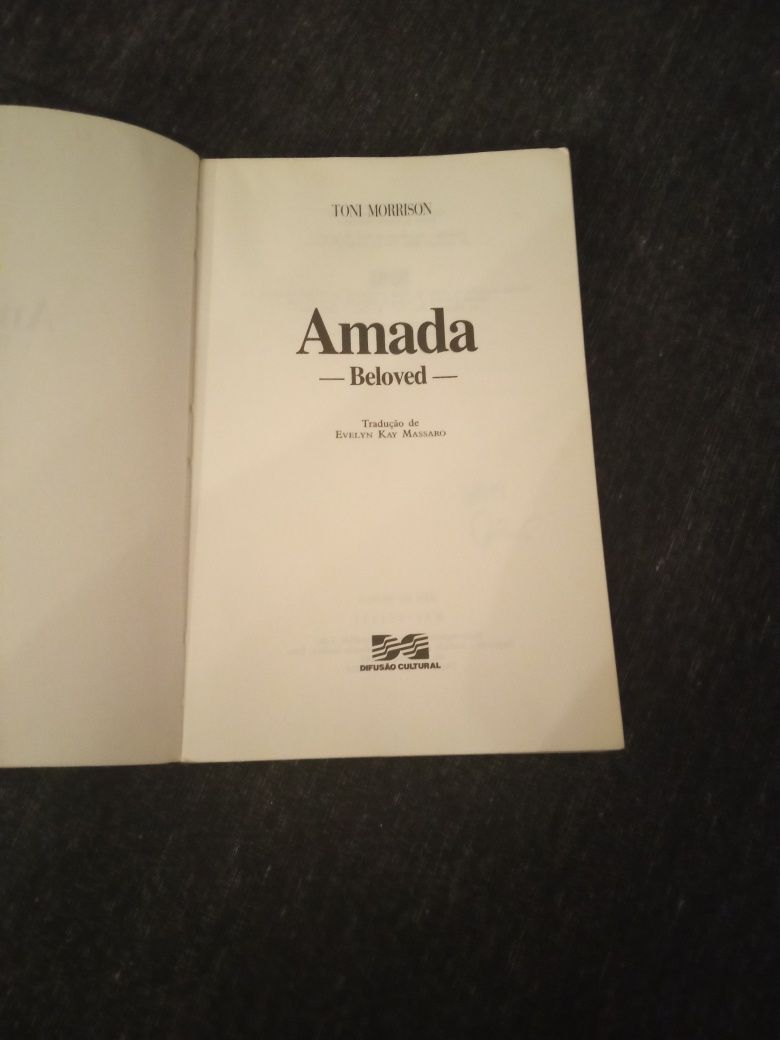 TONI MORRISON
Amada
— Beloved —
Tradução de
EVELYN KAY MASSARO
DIFUSÃO CULTURAL